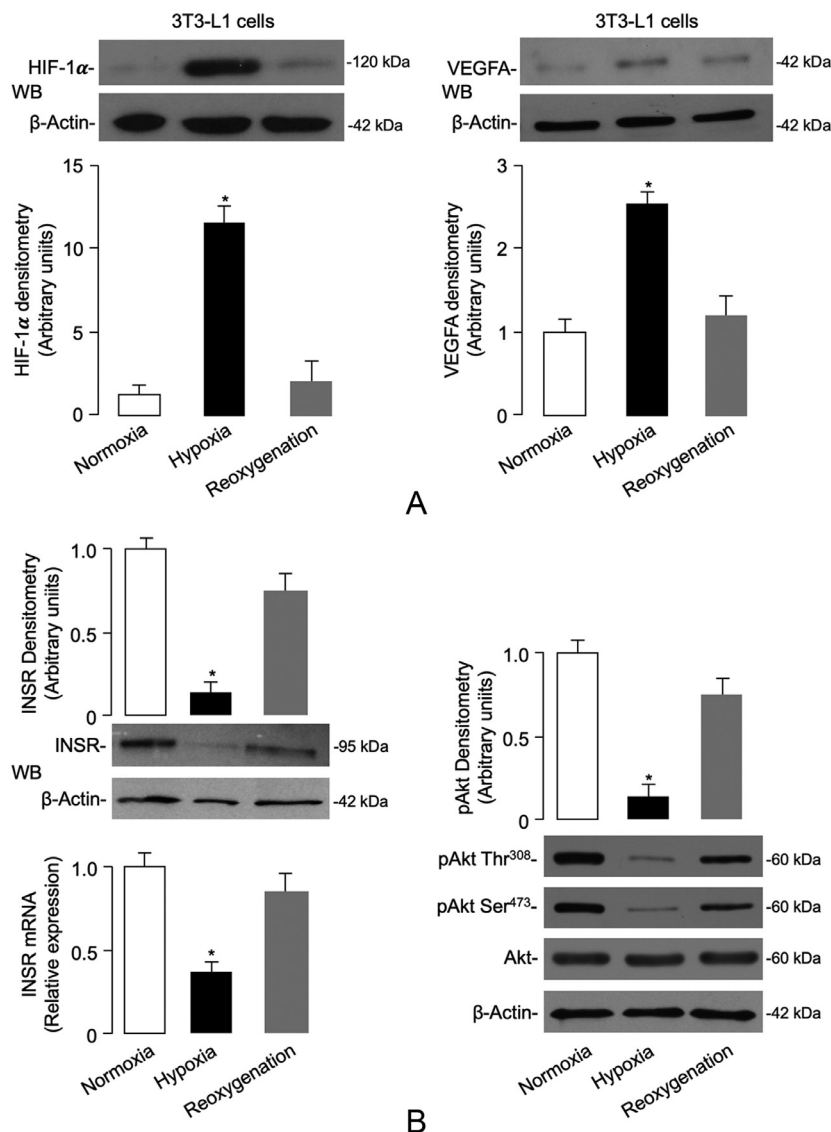 3T3-L1 cells
HIF-1α-
-120 kDa
WB
β-Actin-
-42 kDa
15
10
5
0
HIF-1α densitometry
(Arbitrary uniits)
*
Normoxia
Hypoxia
Reoxygenation
3T3-L1 cells
VEGFA-
-42 kDa
WB
β-Actin-
-42 kDa
3
2
1
0
VEGFA densitometry
(Arbitrary uniits)
*
Normoxia
Hypoxia
Reoxygenation
A
1.0
0.5
0
INSR Densitometry
(Arbitrary uniits)
*
INSR-
-95 kDa
WB
β-Actin-
-42 kDa
1.0
0.5
0.0
INSR mRNA
(Relative expression)
*
Normoxia
Hypoxia
Reoxygenation
1.0
0.5
0.0
pAkt Densitometry
(Arbitrary uniits)
*
pAkt Thr³⁰⁸-
-60 kDa
pAkt Ser⁴⁷³-
-60 kDa
Akt-
-60 kDa
β-Actin-
-42 kDa
Normoxia
Hypoxia
Reoxygenation
B